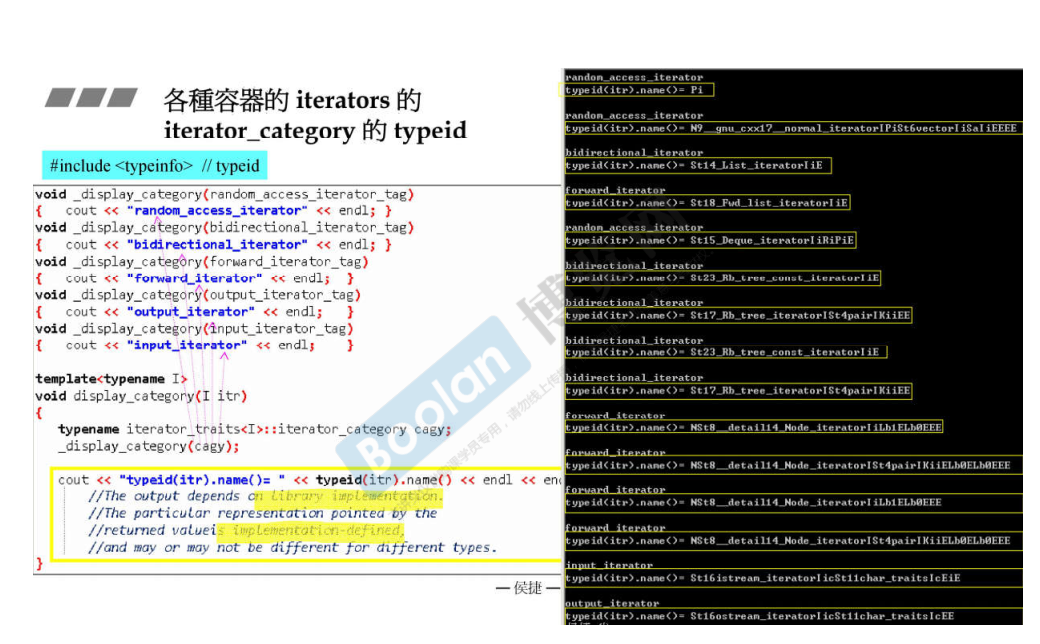 各種容器的 iterators 的
iterator_category 的 typeid
#include <typeinfo> // typeid
void _display_category(random_access_iterator_tag)
{ cout << "random_access_iterator" << endl; }
void _display_category(bidirectional_iterator_tag)
{ cout << "bidirectional_iterator" << endl; }
void _display_category(forward_iterator_tag)
{ cout << "forward_iterator" << endl; }
void _display_category(output_iterator_tag)
{ cout << "output_iterator" << endl; }
void _display_category(input_iterator_tag)
{ cout << "input_iterator" << endl; }
template<typename I>
void display_category(I itr)
{
typename iterator_traits<I>::iterator_category cagy;
_display_category(cagy);
cout << "typeid(itr).name()= " << typeid(itr).name() << endl <<
//The output depends on library implementation.
//The particular representation pointed by the
//returned valueis implementation-defined,
//and may or may not be different for different types.
}
— 侯捷 —
random_access_iterator
typeid(itr).name()= Pi
random_access_iterator
typeid(itr).name()= N9__gnu_cxx17__normal_iteratorIPiSt6vectorIiSaIiEEEE
bidirectional_iterator
typeid(itr).name()= St14_List_iteratorIiE
forward_iterator
typeid(itr).name()= St18_Fwd_list_iteratorIiE
random_access_iterator
typeid(itr).name()= St15_Deque_iteratorIiRiPiE
bidirectional_iterator
typeid(itr).name()= St23_Rb_tree_const_iteratorIiE
bidirectional_iterator
typeid(itr).name()= St17_Rb_tree_iteratorISt4pairIKiiEE
bidirectional_iterator
typeid(itr).name()= St23_Rb_tree_const_iteratorIiE
bidirectional_iterator
typeid(itr).name()= St17_Rb_tree_iteratorISt4pairIKiiEE
forward_iterator
typeid(itr).name()= NSt8__detail14_Node_iteratorIiLb1ELb0EEE
forward_iterator
typeid(itr).name()= NSt8__detail14_Node_iteratorISt4pairIKiiELb0ELb0EEE
forward_iterator
typeid(itr).name()= NSt8__detail14_Node_iteratorIiLb1ELb0EEE
forward_iterator
typeid(itr).name()= NSt8__detail14_Node_iteratorISt4pairIKiiELb0ELb0EEE
input_iterator
typeid(itr).name()= St16istream_iteratorIicSt11char_traitsIcEiE
output_iterator
typeid(itr).name()= St16ostream_iteratorIicSt11char_traitsIcEE
Boolan